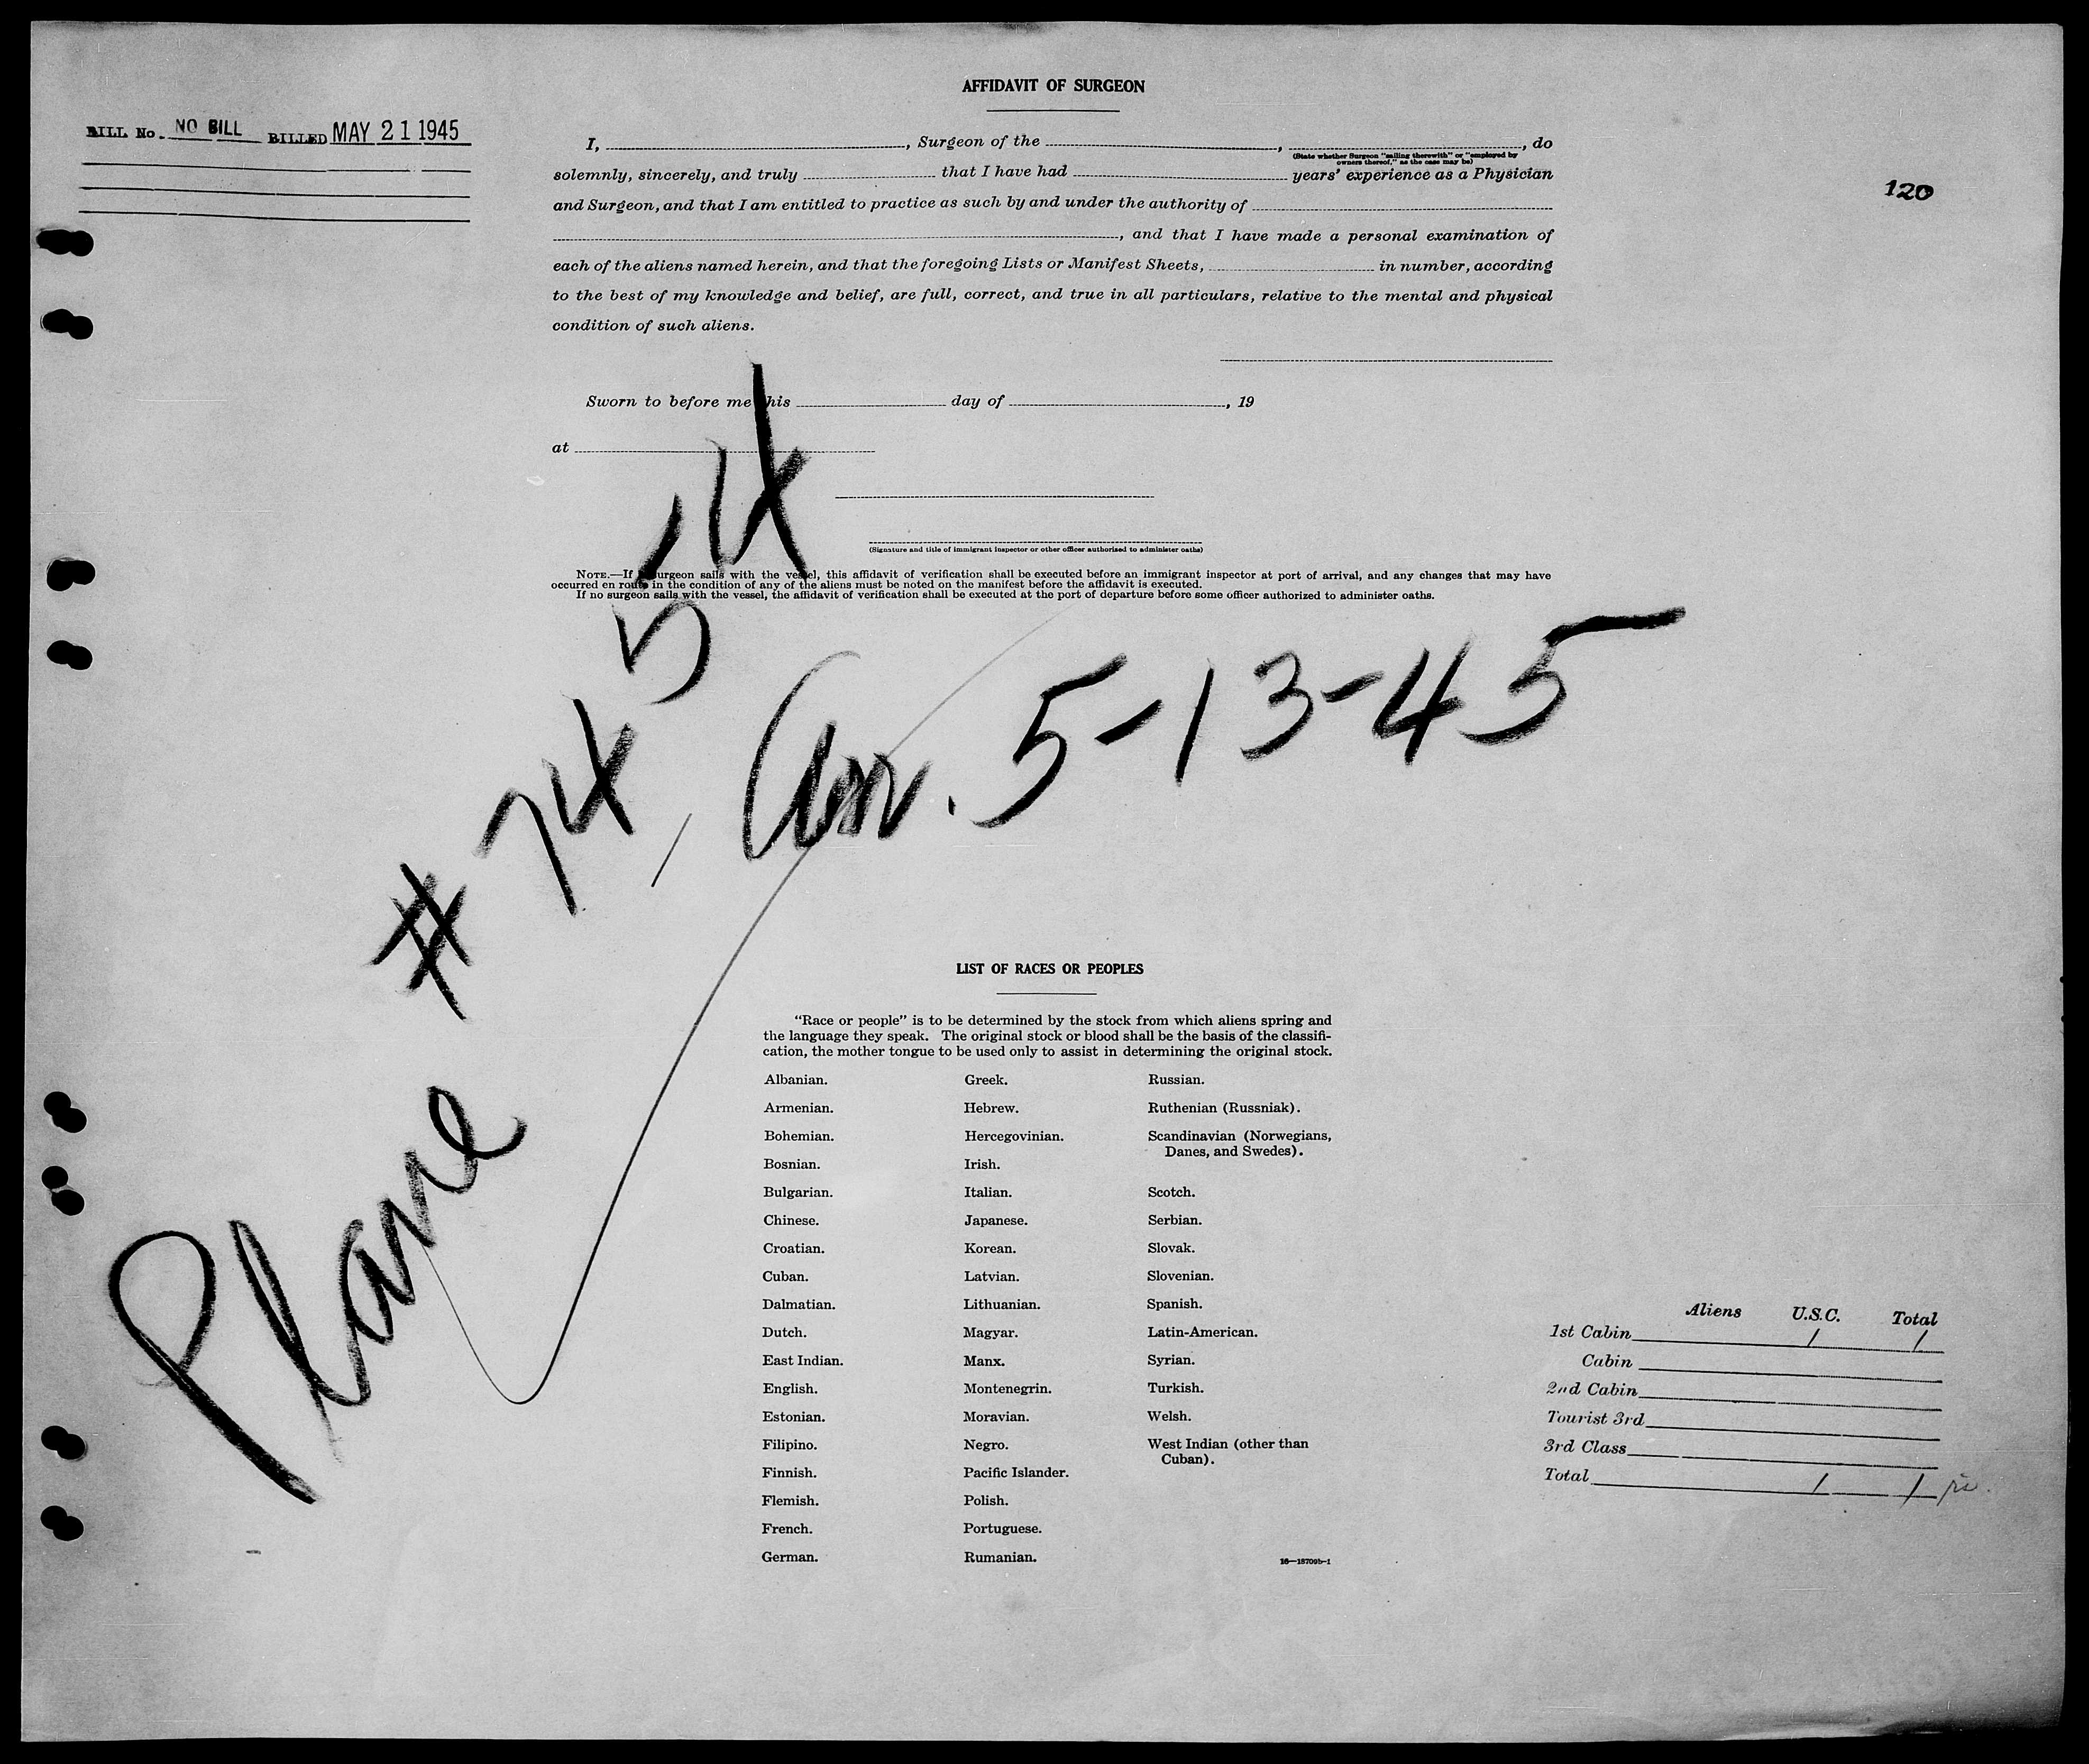 AFFIDAVIT OF SURGEON
BILL No. NO BILL BILLED MAY 21 1945
120
I, , Surgeon of the , , do
(State whether Surgeon "sailing therewith" or "employed by
owners thereof," as the case may be)
solemnly, sincerely, and truly that I have had years' experience as a Physician
and Surgeon, and that I am entitled to practice as such by and under the authority of
, and that I have made a personal examination of
each of the aliens named herein, and that the foregoing Lists or Manifest Sheets, in number, according
to the best of my knowledge and belief, are full, correct, and true in all particulars, relative to the mental and physical
condition of such aliens.
Sworn to before me this day of , 19
at
(Signature and title of immigrant inspector or other officer authorized to administer oaths)
NOTE.—If a surgeon sails with the vessel, this affidavit of verification shall be executed before an immigrant inspector at port of arrival, and any changes that may have
occurred en route in the condition of any of the aliens must be noted on the manifest before the affidavit is executed.
If no surgeon sails with the vessel, the affidavit of verification shall be executed at the port of departure before some officer authorized to administer oaths.
Plane # 74514
Arr. 5-13-45
LIST OF RACES OR PEOPLES
"Race or people" is to be determined by the stock from which aliens spring and
the language they speak. The original stock or blood shall be the basis of the classifi-
cation, the mother tongue to be used only to assist in determining the original stock.
Albanian.
Armenian.
Bohemian.
Bosnian.
Bulgarian.
Chinese.
Croatian.
Cuban.
Dalmatian.
Dutch.
East Indian.
English.
Estonian.
Filipino.
Finnish.
Flemish.
French.
German.
Greek.
Hebrew.
Hercegovinian.
Irish.
Italian.
Japanese.
Korean.
Latvian.
Lithuanian.
Magyar.
Manx.
Montenegrin.
Moravian.
Negro.
Pacific Islander.
Polish.
Portuguese.
Rumanian.
Russian.
Ruthenian (Russniak).
Scandinavian (Norwegians,
Danes, and Swedes).
Scotch.
Serbian.
Slovak.
Slovenian.
Spanish.
Latin-American.
Syrian.
Turkish.
Welsh.
West Indian (other than
Cuban).
16—18709b-1
Aliens U.S.C. Total
1st Cabin 1 1
Cabin
2nd Cabin
Tourist 3rd
3rd Class
Total 1 1